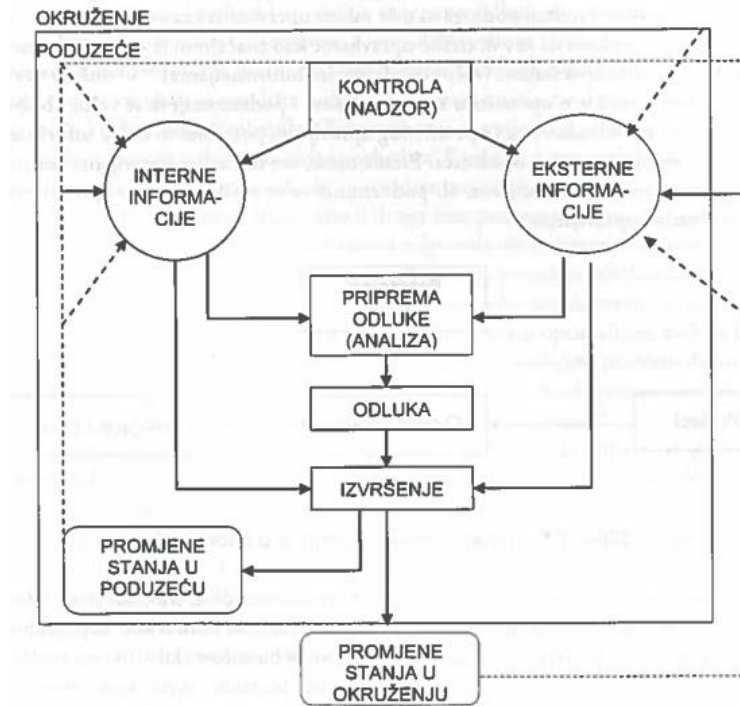 OKRUŽENJE
PODUZEĆE
KONTROLA
(NADZOR)
INTERNE
INFORMA-
CIJE
EKSTERNE
INFORMA-
CIJE
PRIPREMA
ODLUKE
(ANALIZA)
ODLUKA
IZVRŠENJE
PROMJENE
STANJA U
PODUZEĆU
PROMJENE
STANJA U
OKRUŽENJU